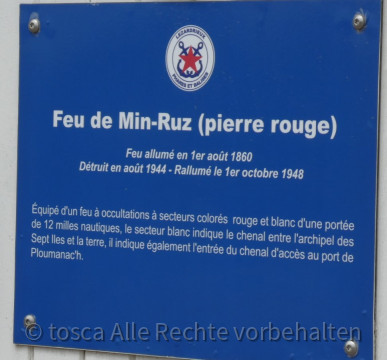 LEZARDRIEUX
PHARES ET BALISES
Feu de Min-Ruz (pierre rouge)
Feu allumé en 1er août 1860
Détruit en août 1944 - Rallumé le 1er octobre 1948
Équipé d'un feu à occultations à secteurs colorés rouge et blanc d'une portée
de 12 milles nautiques, le secteur blanc indique le chenal entre l'archipel des
Sept Iles et la terre, il indique également l'entrée du chenal d'accès au port de
Ploumanac'h.
© tosca Alle Rechte vorbehalten